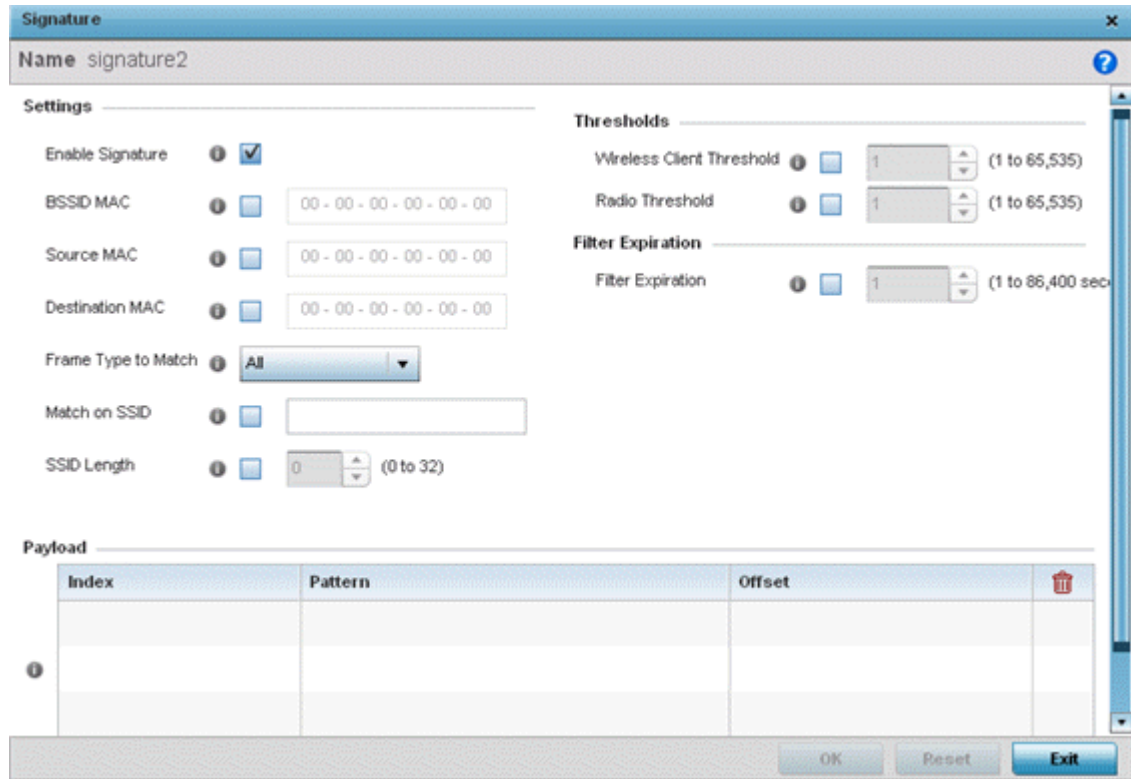 Signature
Name signature2
Settings
Enable Signature
BSSID MAC 00 - 00 - 00 - 00 - 00 - 00
Source MAC 00 - 00 - 00 - 00 - 00 - 00
Destination MAC 00 - 00 - 00 - 00 - 00 - 00
Frame Type to Match All
Match on SSID
SSID Length 0 (0 to 32)
Thresholds
Wireless Client Threshold 1 (1 to 65,535)
Radio Threshold 1 (1 to 65,535)
Filter Expiration
Filter Expiration 1 (1 to 86,400 sec
Payload
Index Pattern Offset
OK Reset Exit